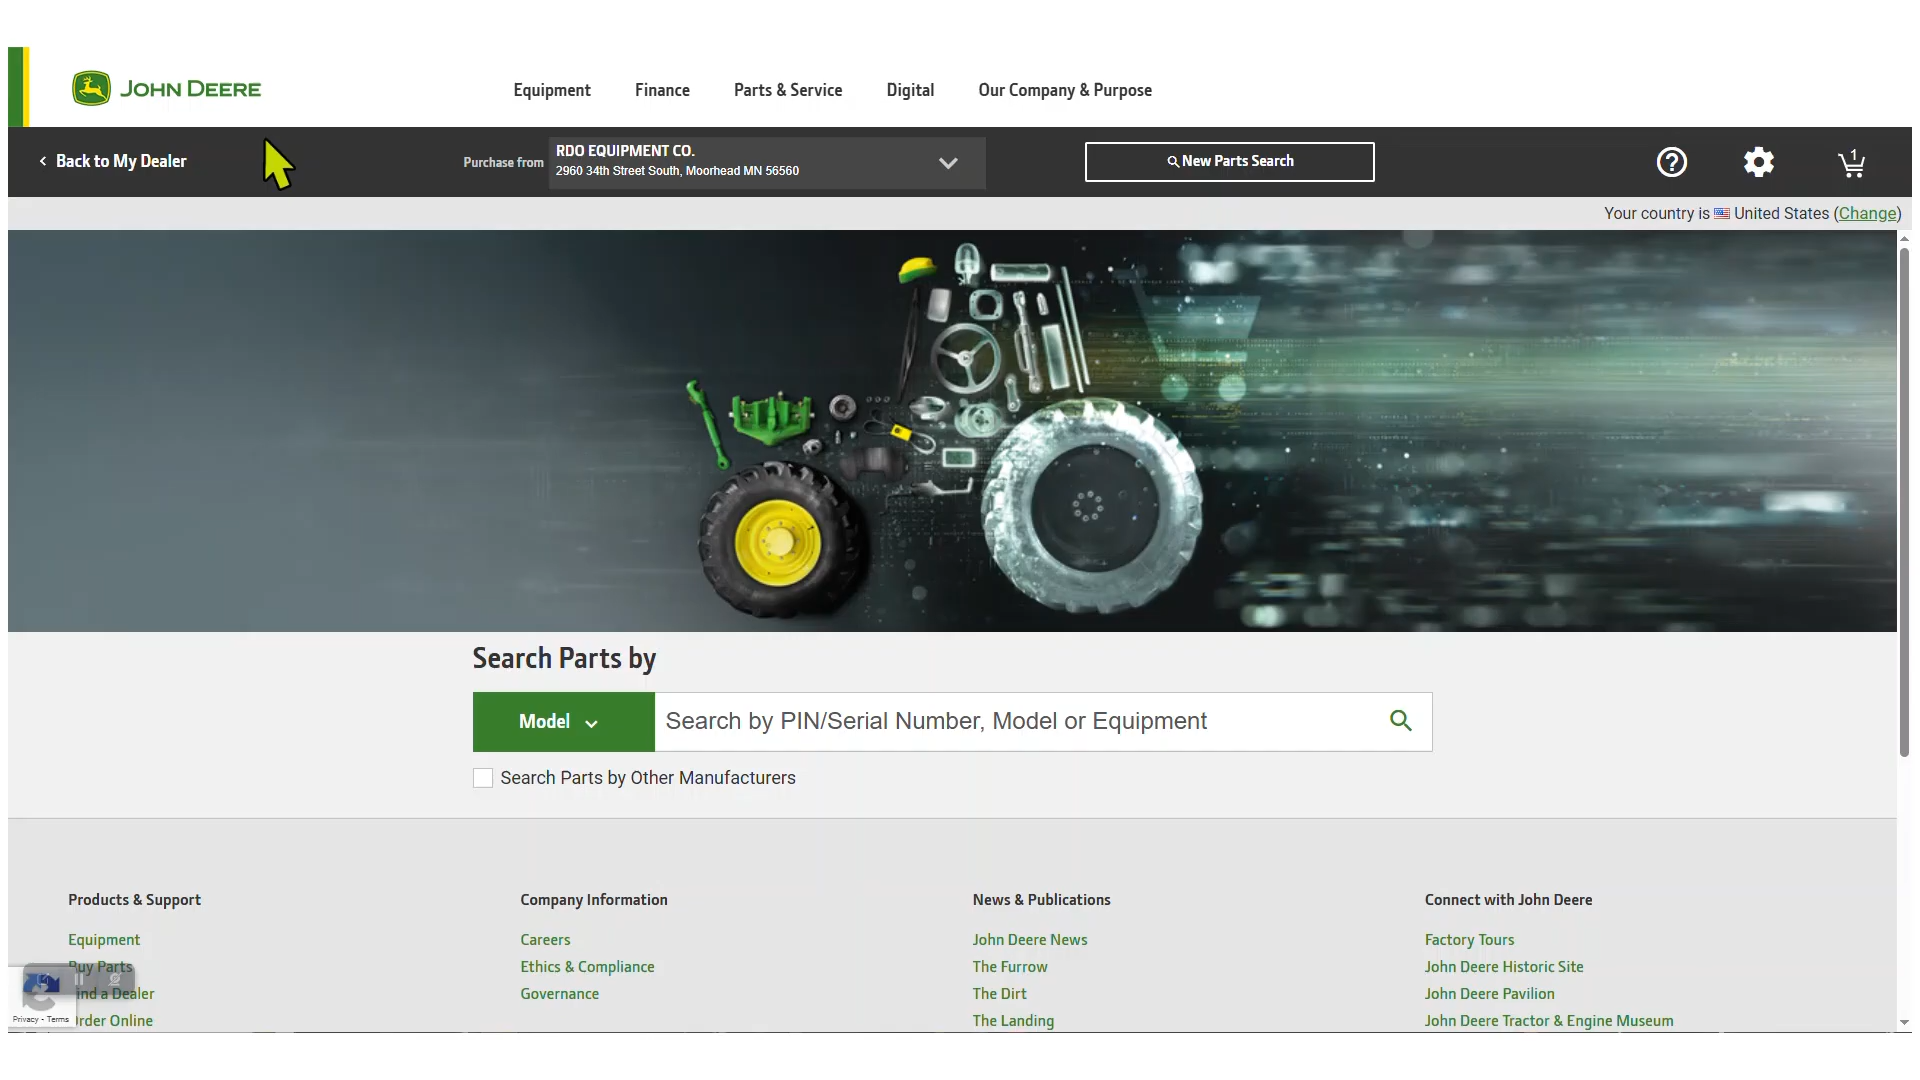 JOHN DEERE
Equipment Finance Parts & Service Digital Our Company & Purpose
Back to My Dealer
Purchase from
RDO EQUIPMENT CO.
2960 34th Street South, Moorhead MN 56560
New Parts Search
1
Your country is United States (Change)
Search Parts by
Model
Search by PIN/Serial Number, Model or Equipment
Search Parts by Other Manufacturers
Products & Support
Equipment
Buy Parts
Find a Dealer
Order Online
Privacy - Terms
Company Information
Careers
Ethics & Compliance
Governance
News & Publications
John Deere News
The Furrow
The Dirt
The Landing
Connect with John Deere
Factory Tours
John Deere Historic Site
John Deere Pavilion
John Deere Tractor & Engine Museum